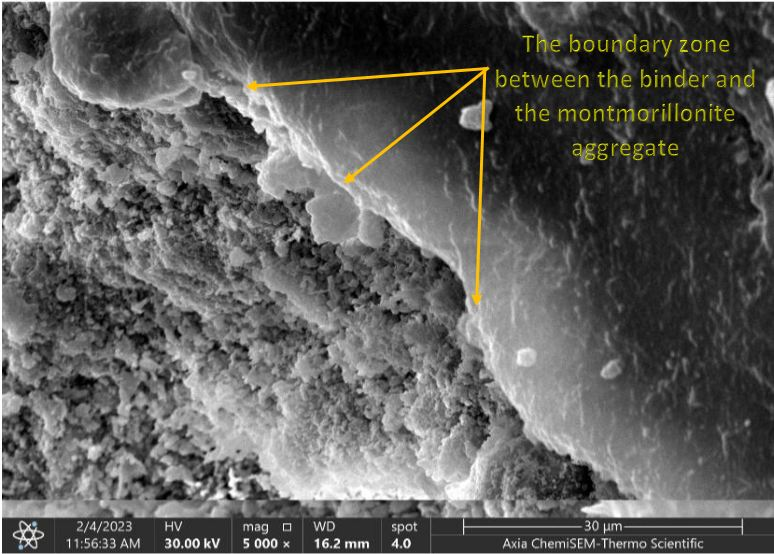 The boundary zone
between the binder and
the montmorillonite
aggregate
2/4/2023
11:56:33 AM
HV
30.00 kV
mag
5 000 ×
WD
16.2 mm
spot
4.0
30 µm
Axia ChemiSEM-Thermo Scientific